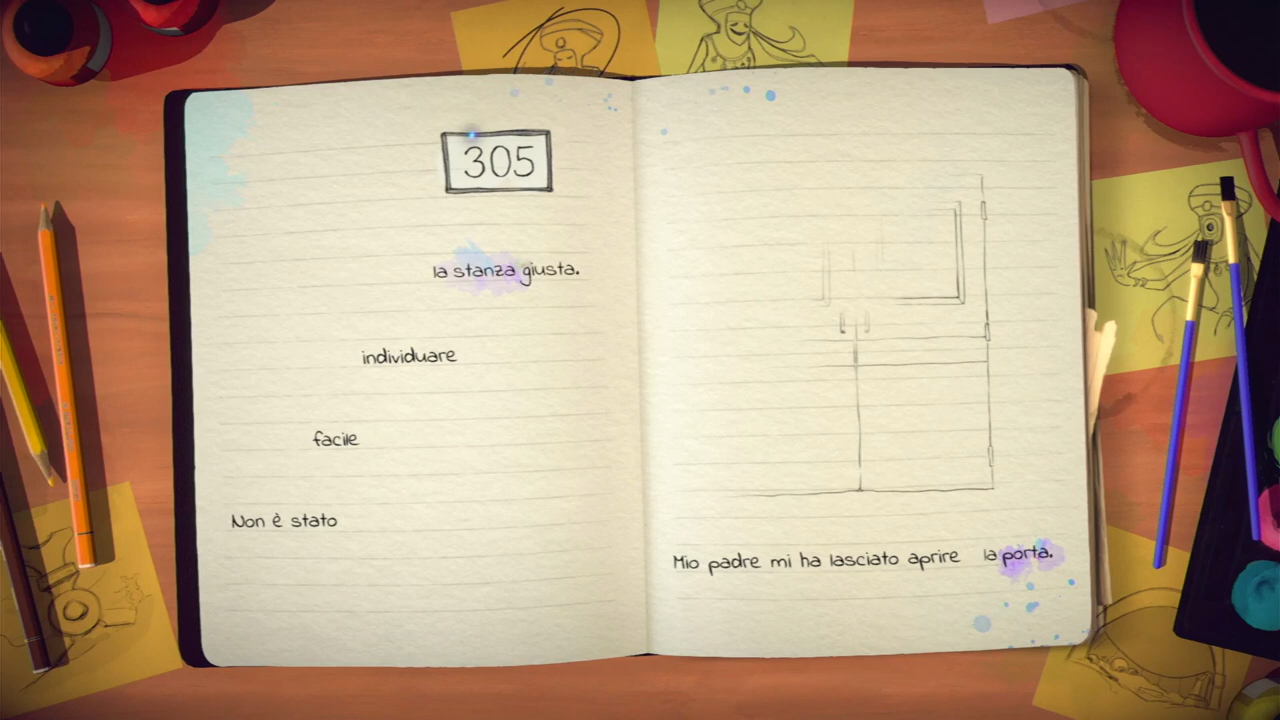 305
la stanza giusta.
individuare
facile
Non è stato
Mio padre mi ha lasciato aprire la porta.